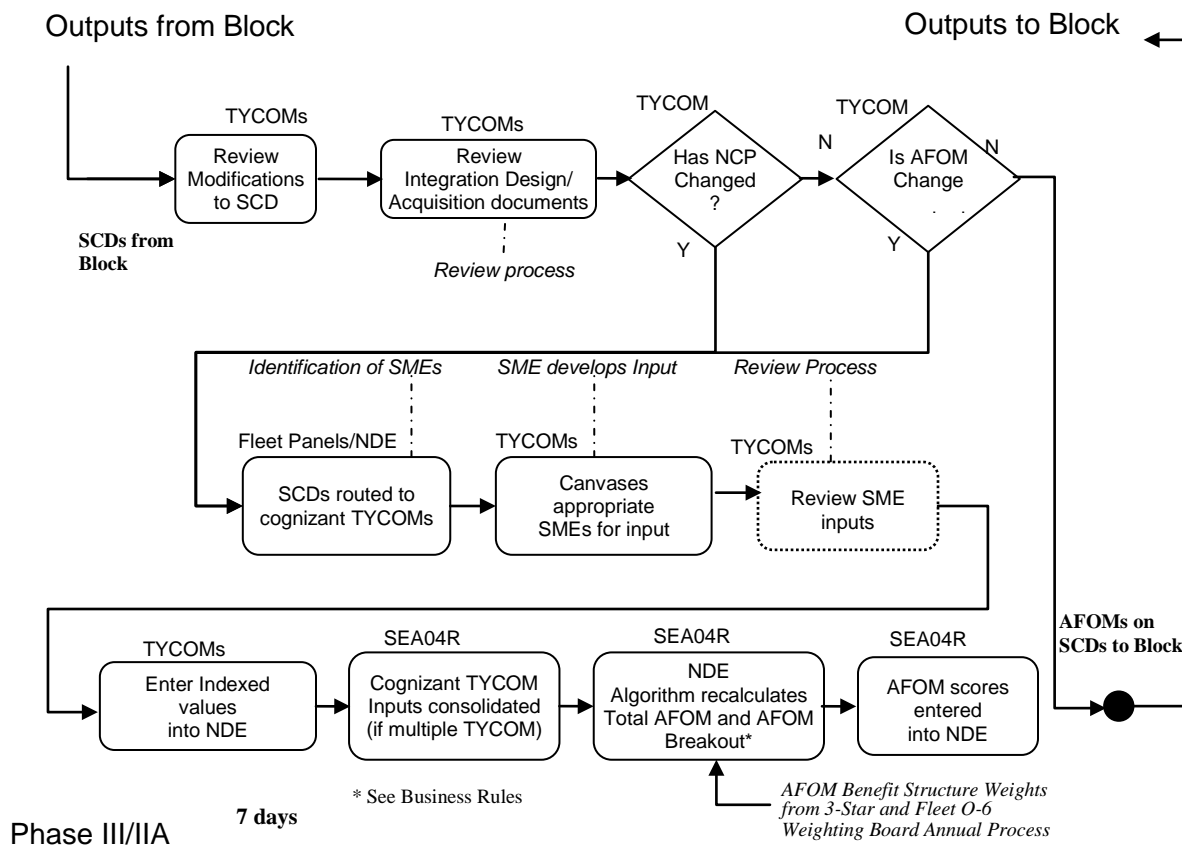 Outputs from Block
Outputs to Block
TYCOMs
Review
Modifications
to SCD
TYCOMs
Review
Integration Design/
Acquisition documents
TYCOM
Has NCP
Changed
?
N
Y
TYCOM
Is AFOM
Change
N
Y
SCDs from
Block
Review process
Identification of SMEs
SME develops Input
Review Process
Fleet Panels/NDE
SCDs routed to
cognizant TYCOMs
TYCOMs
Canvases
appropriate
SMEs for input
TYCOMs
Review SME
inputs
AFOMs on
SCDs to Block
TYCOMs
Enter Indexed
values
into NDE
SEA04R
Cognizant TYCOM
Inputs consolidated
(if multiple TYCOM)
SEA04R
NDE
Algorithm recalculates
Total AFOM and AFOM
Breakout*
SEA04R
AFOM scores
entered
into NDE
* See Business Rules
AFOM Benefit Structure Weights
from 3-Star and Fleet O-6
Weighting Board Annual Process
7 days
Phase III/IIA